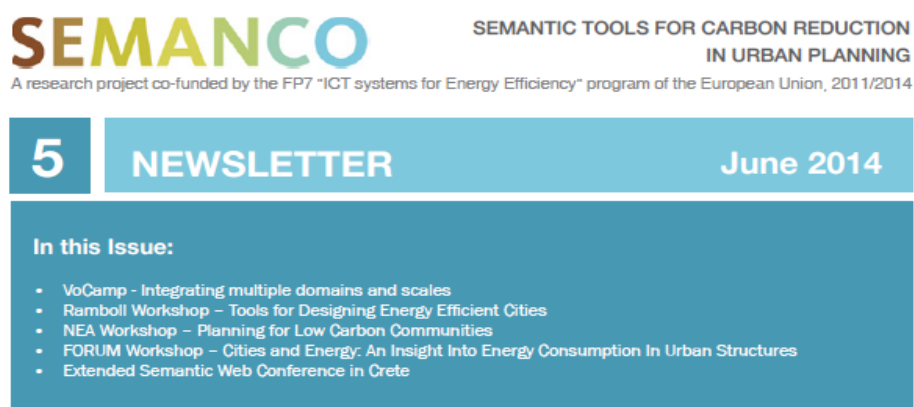 SEMANCO
SEMANTIC TOOLS FOR CARBON REDUCTION
IN URBAN PLANNING
A research project co-funded by the FP7 "ICT systems for Energy Efficiency" program of the European Union, 2011/2014
5 NEWSLETTER June 2014
In this Issue:
• VoCamp - Integrating multiple domains and scales
• Ramboll Workshop – Tools for Designing Energy Efficient Cities
• NEA Workshop – Planning for Low Carbon Communities
• FORUM Workshop – Cities and Energy: An Insight Into Energy Consumption In Urban Structures
• Extended Semantic Web Conference in Crete